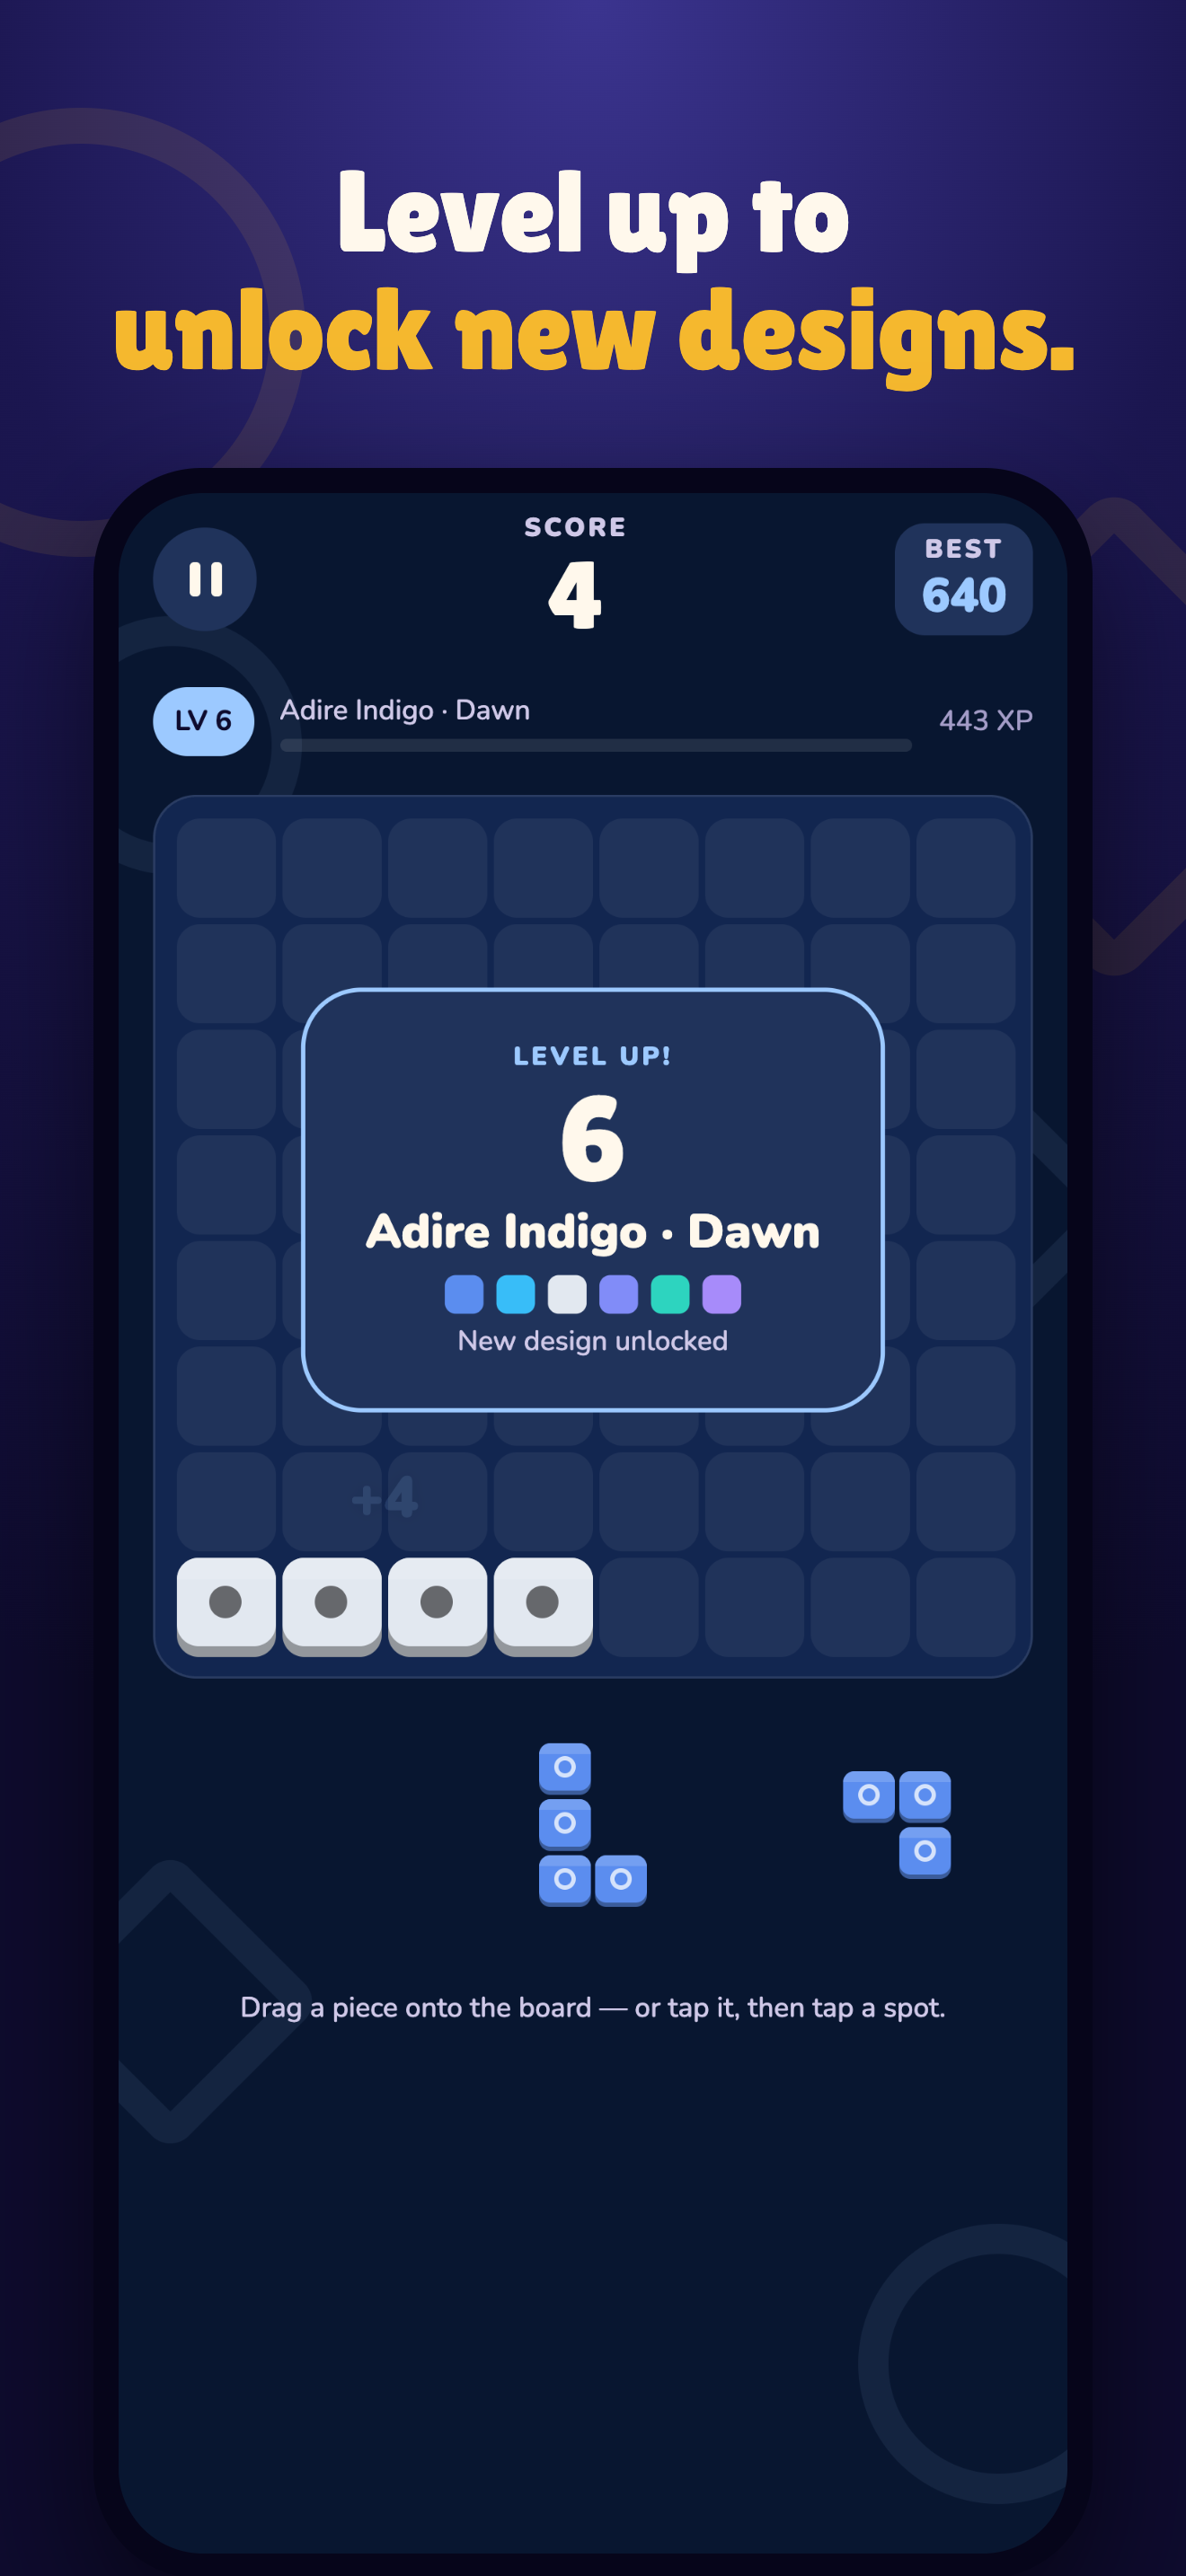 Level up to
unlock new designs.
SCORE
4
BEST
640
LV 6
Adire Indigo · Dawn
443 XP
LEVEL UP!
6
Adire Indigo · Dawn
New design unlocked
+4
Drag a piece onto the board — or tap it, then tap a spot.